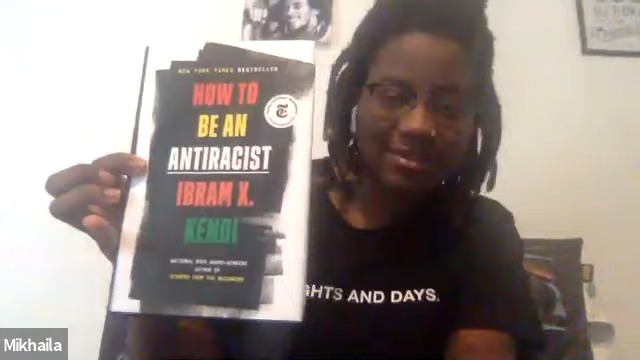 NEW YORK TIMES BESTSELLER
HOW TO
BE AN
ANTIRACIST
IBRAM X.
KENDI
NATIONAL BOOK AWARD–WINNING
AUTHOR OF
STAMPED FROM THE BEGINNING
GHTS AND DAYS.
Mikhaila